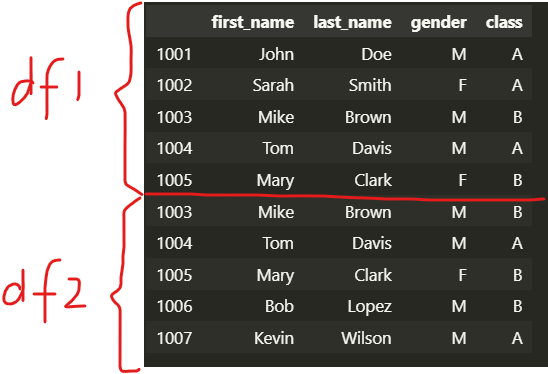 first_name last_name gender class
df1
1001 John Doe M A
1002 Sarah Smith F A
1003 Mike Brown M B
1004 Tom Davis M A
1005 Mary Clark F B
df2
1003 Mike Brown M B
1004 Tom Davis M A
1005 Mary Clark F B
1006 Bob Lopez M B
1007 Kevin Wilson M A